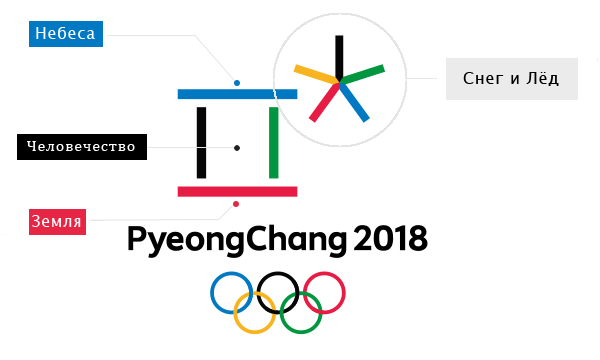 Небеса
Снег и Лёд
Человечество
Земля
PyeongChang 2018